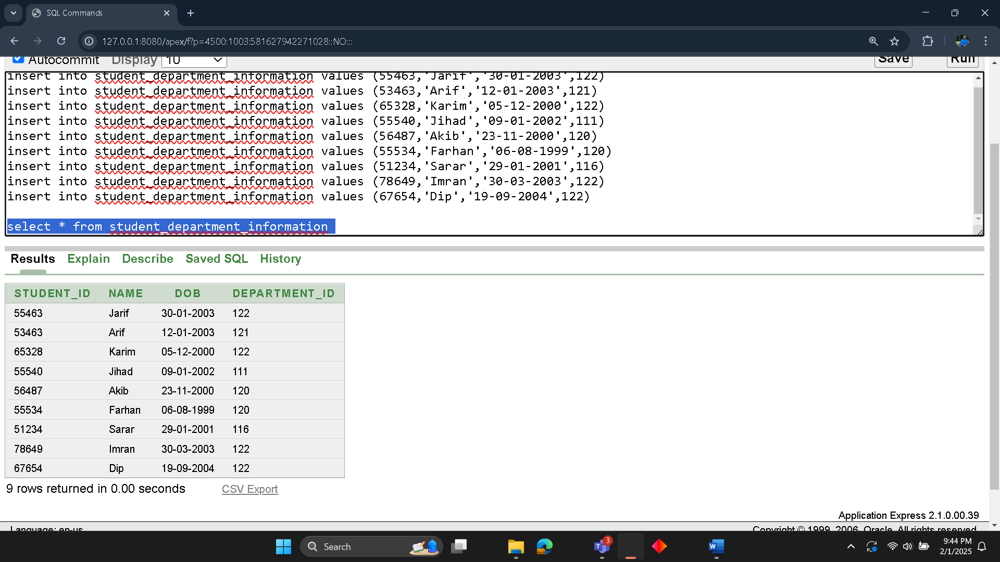 SQL Commands
127.0.0.1:8080/apex/f?p=4500:1003:581627942271028::NO:::
Autocommit Display 10 Save Run
insert into student_department_information values (55463,'Jarif','30-01-2003',122)
insert into student_department_information values (53463,'Arif','12-01-2003',121)
insert into student_department_information values (65328,'Karim','05-12-2000',122)
insert into student_department_information values (55540,'Jihad','09-01-2002',111)
insert into student_department_information values (56487,'Akib','23-11-2000',120)
insert into student_department_information values (55534,'Farhan','06-08-1999',120)
insert into student_department_information values (51234,'Sarar','29-01-2001',116)
insert into student_department_information values (78649,'Imran','30-03-2003',122)
insert into student_department_information values (67654,'Dip','19-09-2004',122)
select * from student_department_information
Results Explain Describe Saved SQL History
STUDENT_ID NAME DOB DEPARTMENT_ID
55463 Jarif 30-01-2003 122
53463 Arif 12-01-2003 121
65328 Karim 05-12-2000 122
55540 Jihad 09-01-2002 111
56487 Akib 23-11-2000 120
55534 Farhan 06-08-1999 120
51234 Sarar 29-01-2001 116
78649 Imran 30-03-2003 122
67654 Dip 19-09-2004 122
9 rows returned in 0.00 seconds CSV Export
Application Express 2.1.0.00.39
Language: en-us Copyright © 1999, 2006, Oracle. All rights reserved.
Search 3 9:44 PM
2/1/2025